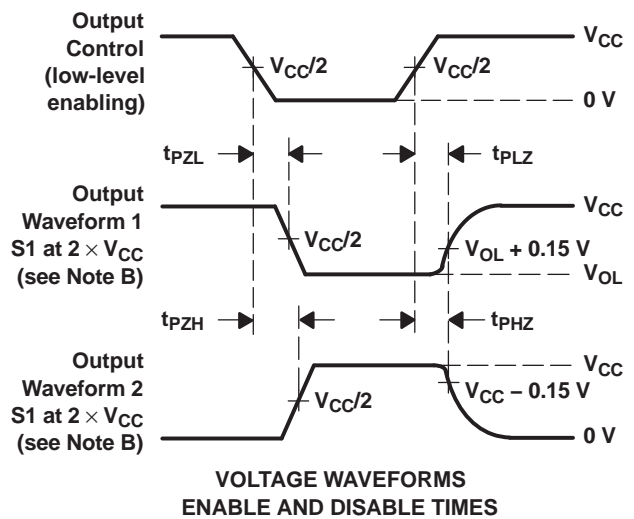 Output
Control
(low-level
enabling)
VCC/2
VCC/2
VCC
0 V
tPZL
tPLZ
Output
Waveform 1
S1 at 2 × VCC
(see Note B)
VCC/2
VCC
VOL + 0.15 V
VOL
tPZH
tPHZ
Output
Waveform 2
S1 at 2 × VCC
(see Note B)
VCC/2
VCC
VCC − 0.15 V
0 V
VOLTAGE WAVEFORMS
ENABLE AND DISABLE TIMES